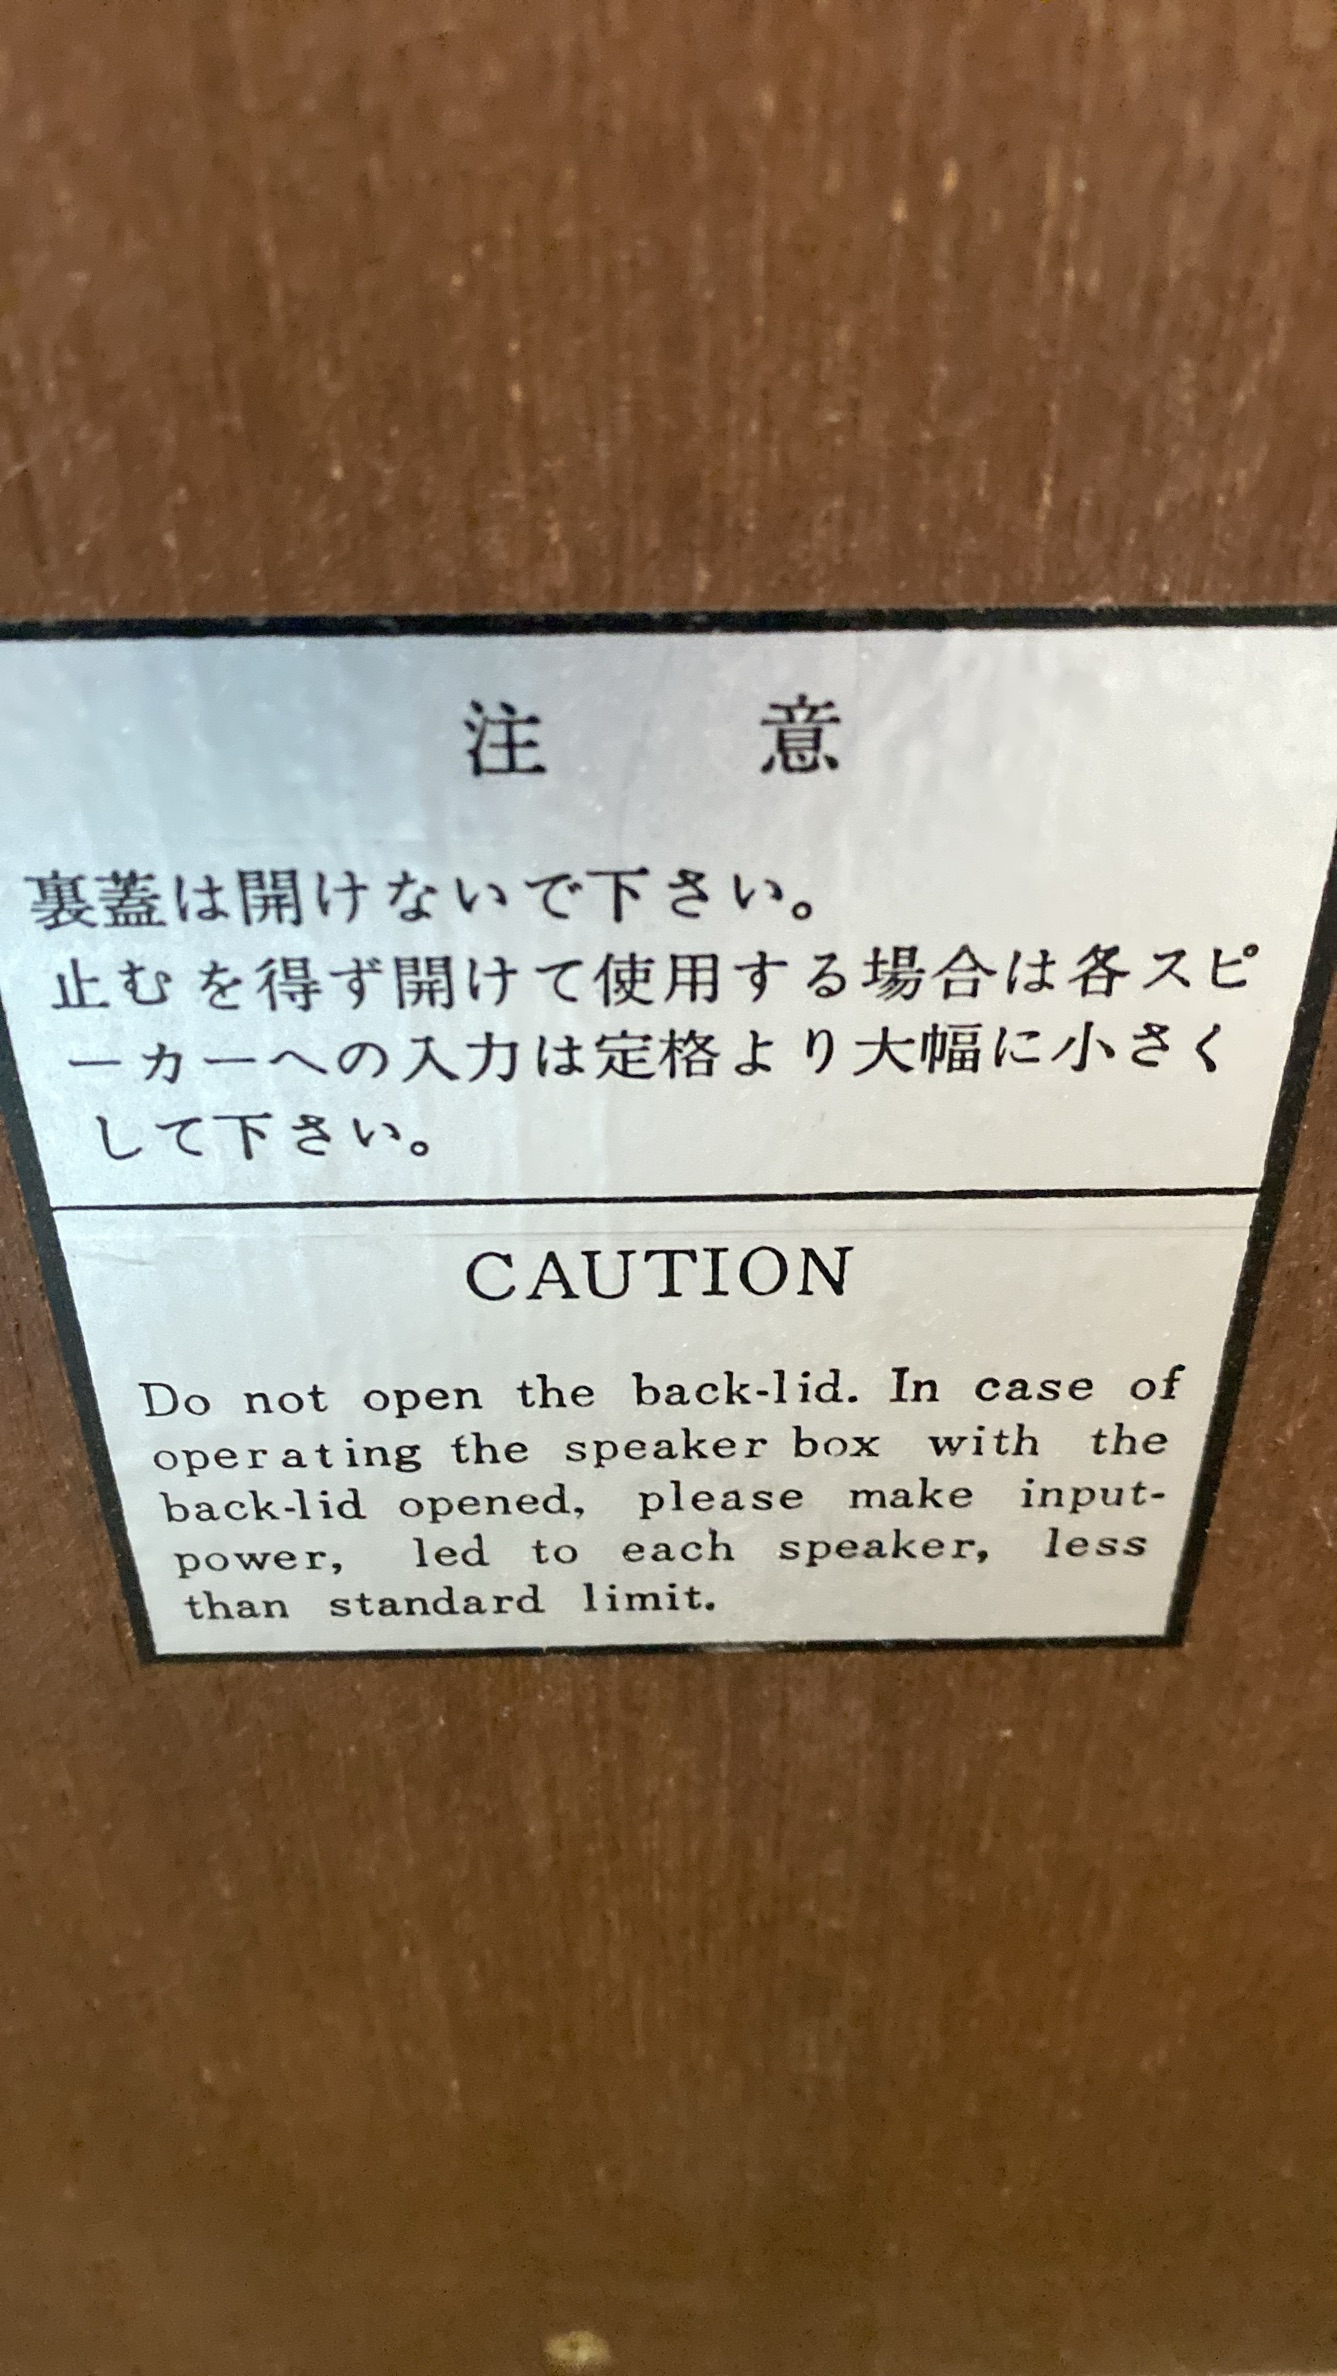 注意
裏蓋は開けないで下さい。
止むを得ず開けて使用する場合は各スピ
ーカーへの入力は定格より大幅に小さく
して下さい。
CAUTION
Do not open the back-lid. In case of
operating the speaker box with the
back-lid opened, please make input-
power, led to each speaker, less
than standard limit.